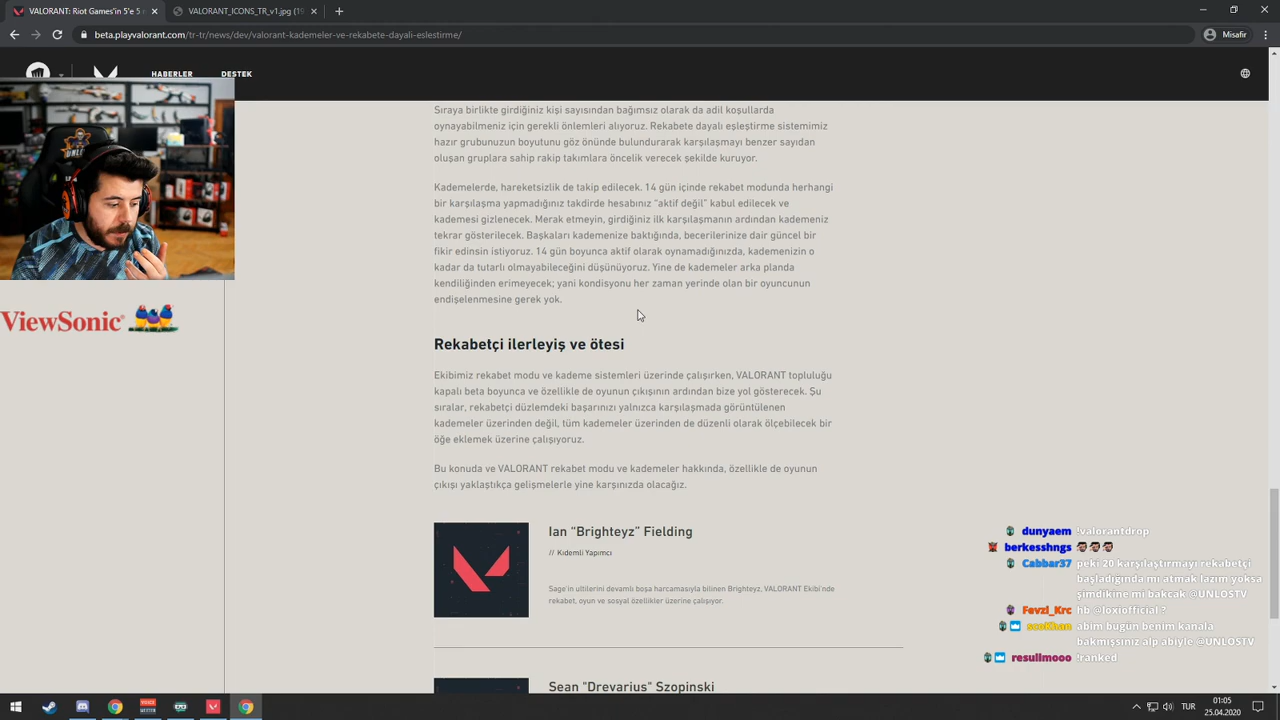 VALORANT: Riot Games'in 5'e 5
VALORANT_ICONS_TR_v1.jpg (19
beta.playvalorant.com/tr-tr/news/dev/valorant-kademeler-ve-rekabete-dayali-eslestirme/
Misafir
HABERLER
DESTEK
Sıraya birlikte girdiğiniz kişi sayısından bağımsız olarak da adil koşullarda
oynayabilmeniz için gerekli önlemleri alıyoruz. Rekabete dayalı eşleştirme sistemimiz
hazır grubunuzun boyutunu göz önünde bulundurarak karşılaşmayı benzer sayıdan
oluşan gruplara sahip rakip takımlara öncelik verecek şekilde kuruyor.
Kademelerde, hareketsizlik de takip edilecek. 14 gün içinde rekabet modunda herhangi
bir karşılaşma yapmadığınız takdirde hesabınız “aktif değil” kabul edilecek ve
kademesi gizlenecek. Merak etmeyin, girdiğiniz ilk karşılaşmanın ardından kademeniz
tekrar gösterilecek. Başkaları kademenize baktığında, becerilerinize dair güncel bir
fikir edinsin istiyoruz. 14 gün boyunca aktif olarak oynamadığınızda, kademenizin o
kadar da tutarlı olmayabileceğini düşünüyoruz. Yine de kademeler arka planda
kendiliğinden erimeyecek; yani kondisyonu her zaman yerinde olan bir oyuncunun
endişelenmesine gerek yok.
ViewSonic
Rekabetçi ilerleyiş ve ötesi
Ekibimiz rekabet modu ve kademe sistemleri üzerinde çalışırken, VALORANT topluluğu
kapalı beta boyunca ve özellikle de oyunun çıkışının ardından bize yol gösterecek. Şu
sıralar, rekabetçi düzlemdeki başarınızı yalnızca karşılaşmada görüntülenen
kademeler üzerinden değil, tüm kademeler üzerinden de düzenli olarak ölçebilecek bir
öğe eklemek üzerine çalışıyoruz.
Bu konuda ve VALORANT rekabet modu ve kademeler hakkında, özellikle de oyunun
çıkışı yaklaştıkça gelişmelerle yine karşınızda olacağız.
Ian “Brighteyz” Fielding
// Kıdemli Yapımcı
Sage'in ultilerini devamlı boşa harcamasıyla bilinen Brighteyz, VALORANT Ekibi'nde
rekabet, oyun ve sosyal özellikler üzerine çalışıyor.
Sean "Drevarius" Szopinski
dunyaem !valorantdrop
berkesshngs
Cabbar37 peki 20 karşılaştırmayı rekabetçi
başladığında mı atmak lazım yoksa
şimdikine mi bakcak @UNLOSTV
Fevzi_Krc hb @loxiofficial ?
scokhan abim bugün benim kanala
bakmışsınız alp abiyle @UNLOSTV
resullmooo !ranked
TUR
01:05
25.04.2020